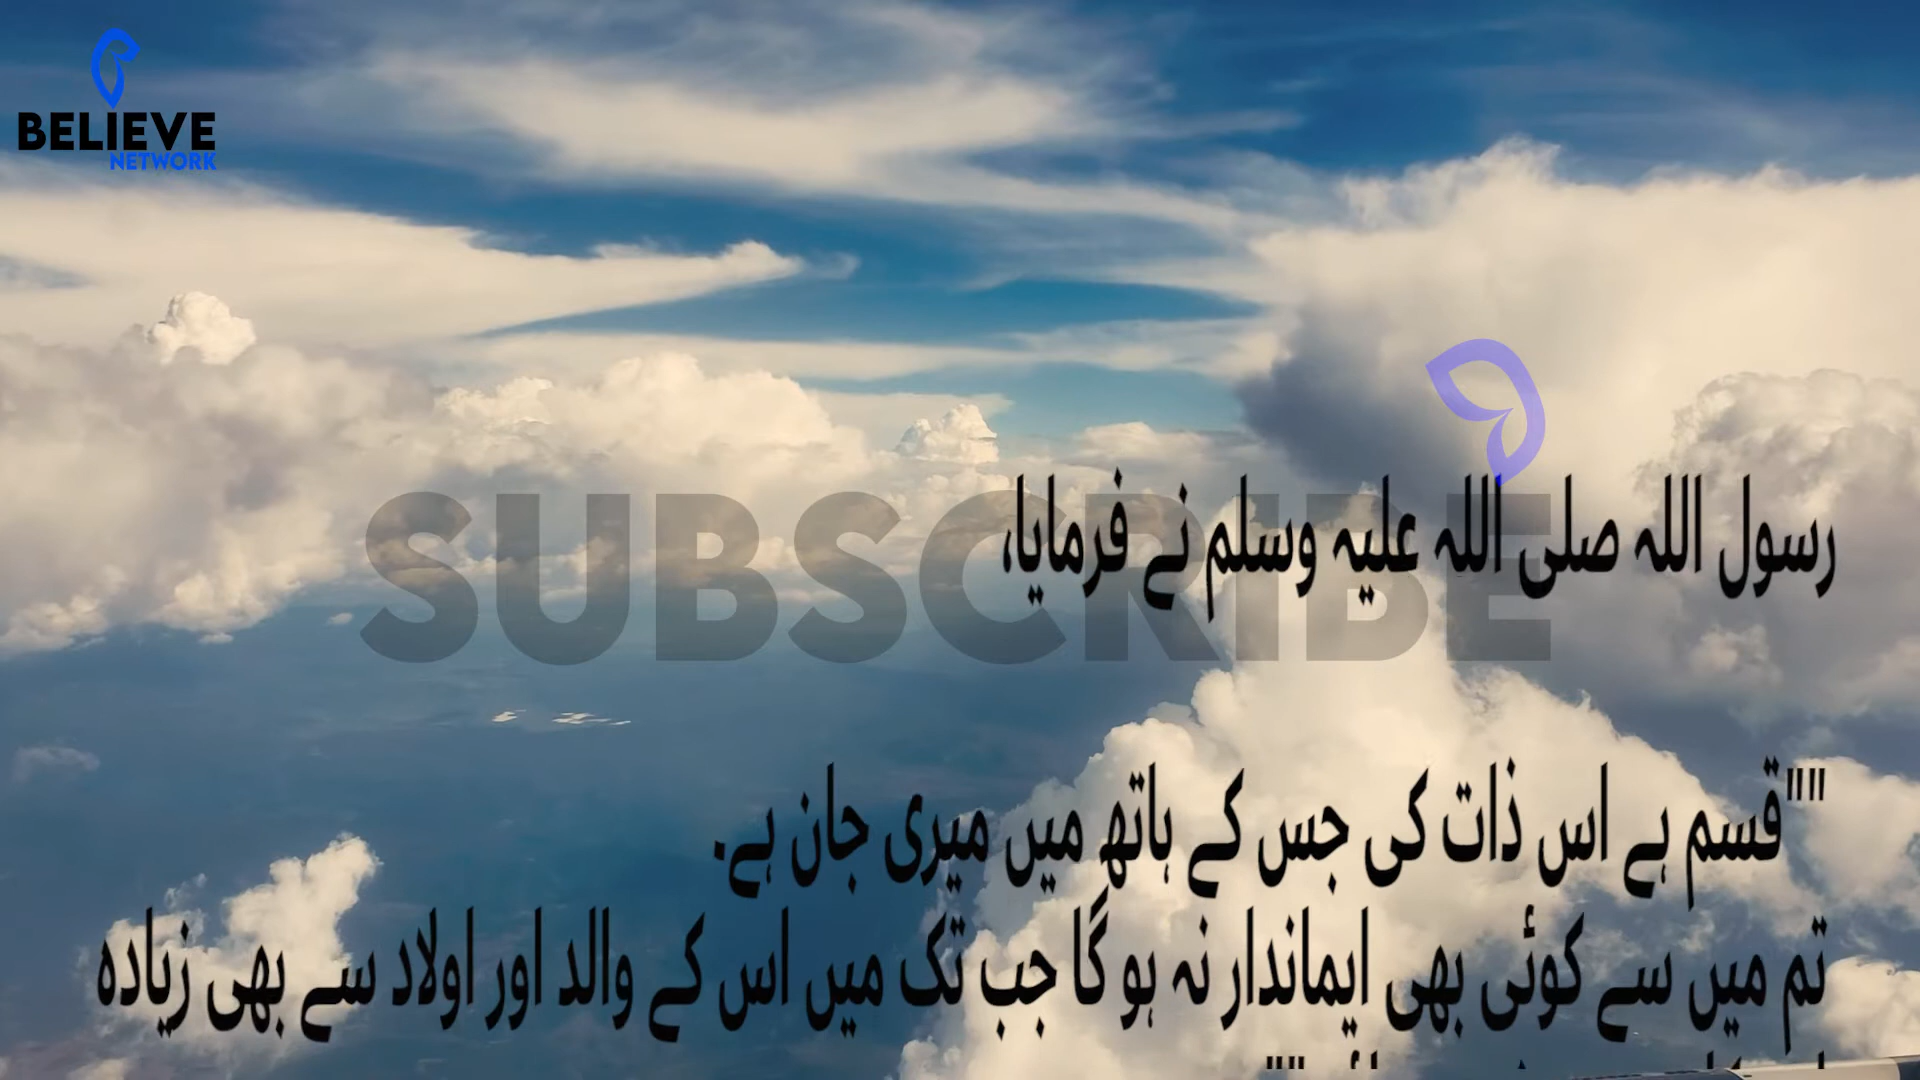 BELIEVE
NETWORK
SUBSCRIBE
رسول اللہ صلی اللہ علیہ وسلم نے فرمایا،
""قسم ہے اس ذات کی جس کے ہاتھ میں میری جان ہے.
تم میں سے کوئی بھی ایماندار نہ ہو گا جب تک میں اس کے والد اور اولاد سے بھی زیادہ